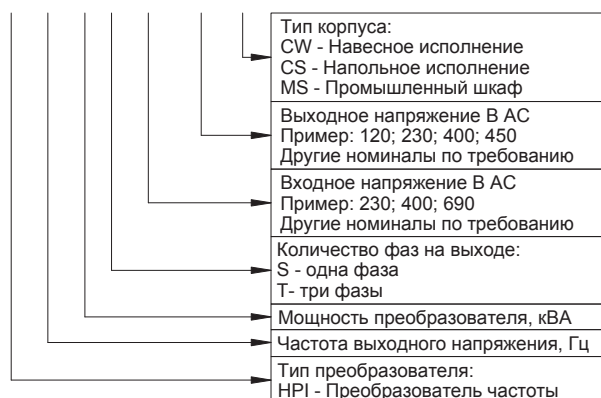 Тип корпуса:
CW - Навесное исполнение
CS - Напольное исполнение
MS - Промышленный шкаф
Выходное напряжение В AC
Пример: 120; 230; 400; 450
Другие номиналы по требованию
Входное напряжение В AC
Пример: 230; 400; 690
Другие номиналы по требованию
Количество фаз на выходе:
S - одна фаза
T- три фазы
Мощность преобразователя, кВА
Частота выходного напряжения, Гц
Тип преобразователя:
HPI - Преобразователь частоты